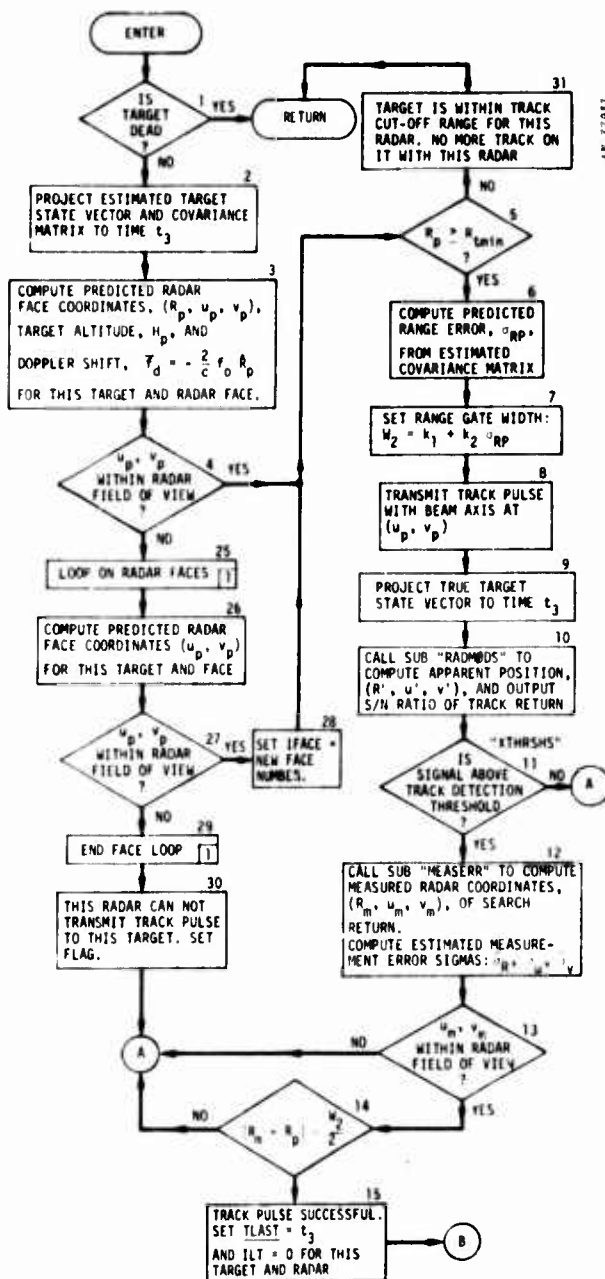 ENTER
IS
TARGET
DEAD
?
1
YES
NO
RETURN
2
PROJECT ESTIMATED TARGET
STATE VECTOR AND COVARIANCE
MATRIX TO TIME t3
3
COMPUTE PREDICTED RADAR
FACE COORDINATES, (Rp, up, vp),
TARGET ALTITUDE, Hp, AND
DOPPLER SHIFT, f̅d = - 2/c fo Ṙp
FOR THIS TARGET AND RADAR FACE.
up, vp
WITHIN RADAR
FIELD OF VIEW
?
4
YES
NO
25
LOOP ON RADAR FACES
26
COMPUTE PREDICTED RADAR
FACE COORDINATES (up, vp)
FOR THIS TARGET AND FACE
up, vp
WITHIN RADAR
FIELD OF VIEW
?
27
YES
NO
28
SET IFACE =
NEW FACE
NUMBER.
29
END FACE LOOP
30
THIS RADAR CAN NOT
TRANSMIT TRACK PULSE
TO THIS TARGET. SET
FLAG.
A
31
TARGET IS WITHIN TRACK
CUT-OFF RANGE FOR THIS
RADAR. NO MORE TRACK ON
IT WITH THIS RADAR
NO
5
Rp ≥ Rtmin
?
YES
6
COMPUTE PREDICTED
RANGE ERROR, σRP,
FROM ESTIMATED
COVARIANCE MATRIX
7
SET RANGE GATE WIDTH:
W2 = k1 + k2 σRP
8
TRANSMIT TRACK PULSE
WITH BEAM AXIS AT
(up, vp)
9
PROJECT TRUE TARGET
STATE VECTOR TO TIME t3
10
CALL SUB "RADMØDS" TO
COMPUTE APPARENT POSITION,
(R', u', v'), AND OUTPUT
S/N RATIO OF TRACK RETURN
"XTHRSHS"
IS
SIGNAL ABOVE
TRACK DETECTION
THRESHOLD
?
11
NO
A
YES
12
CALL SUB "MEASERR" TO COMPUTE
MEASURED RADAR COORDINATES,
(Rm, um, vm), OF SEARCH
RETURN.
COMPUTE ESTIMATED MEASURE-
MENT ERROR SIGMAS:
um, vm
WITHIN RADAR
FIELD OF VIEW
?
13
NO
YES
14
Rm - Rp W2/2
NO
15
TRACK PULSE SUCCESSFUL.
SET TLAST = t3
AND ILT = 0 FOR THIS
TARGET AND RADAR
B